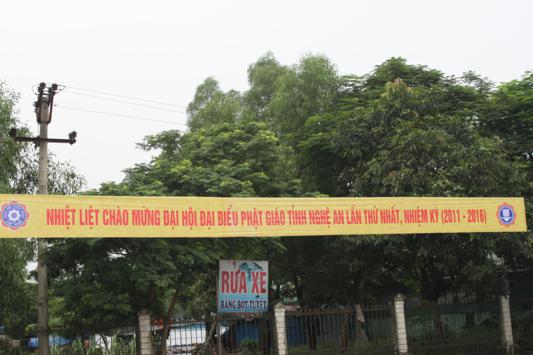 NHIỆT LIỆT CHÀO MỪNG ĐẠI HỘI ĐẠI BIỂU PHẬT GIÁO TỈNH NGHỆ AN LẦN THỨ NHẤT, NHIỆM KỲ (2011 - 2016)
RỬA XE
BẰNG BỌT TUYẾT